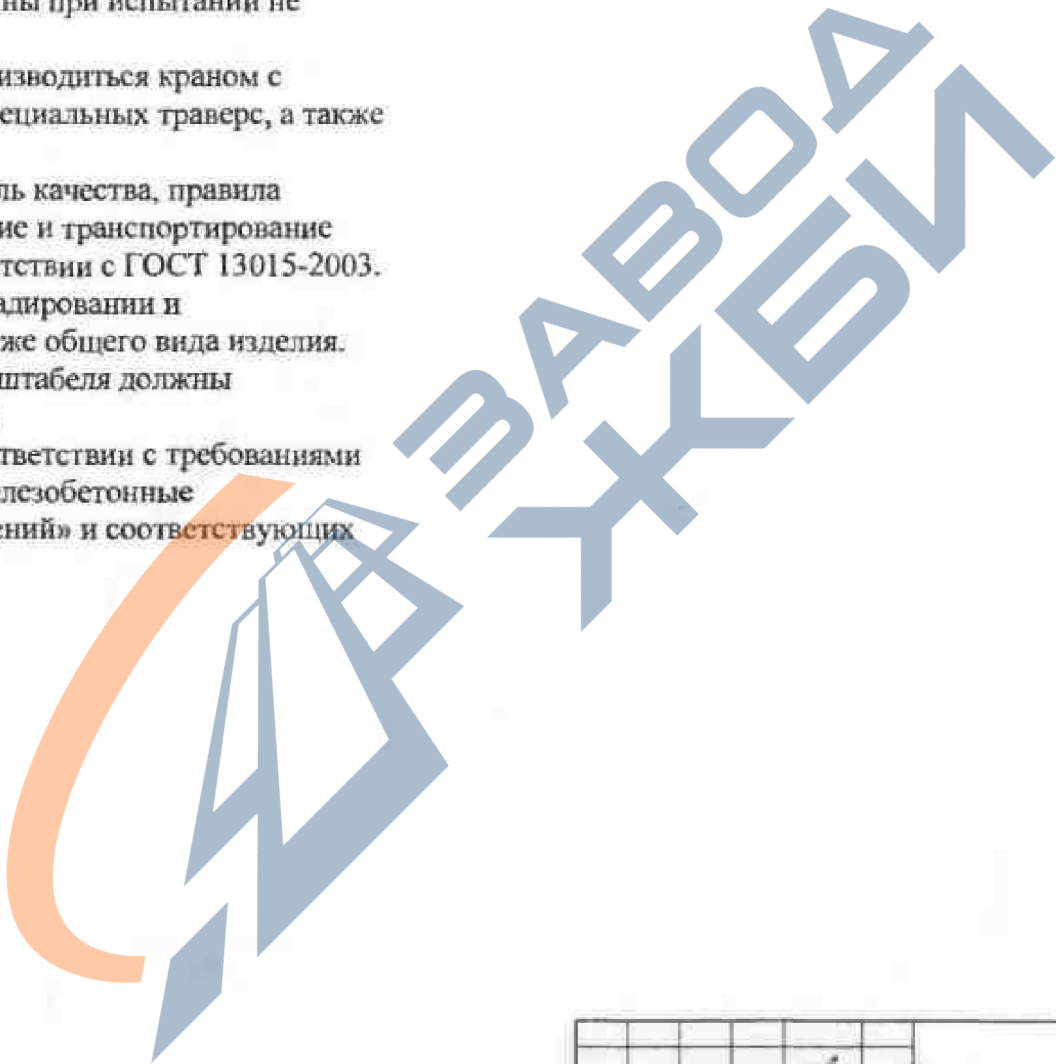 ны при испытании не
изводиться краном с
ециальных траверс, а также
ль качества, правила
ие и транспортирование
тствии с ГОСТ 13015-2003.
адировании и
же общего вида изделия.
штабеля должны
тветствии с требованиями
лезобетонные
ений» и соответствующих
ЗАВОД
ЖБИ